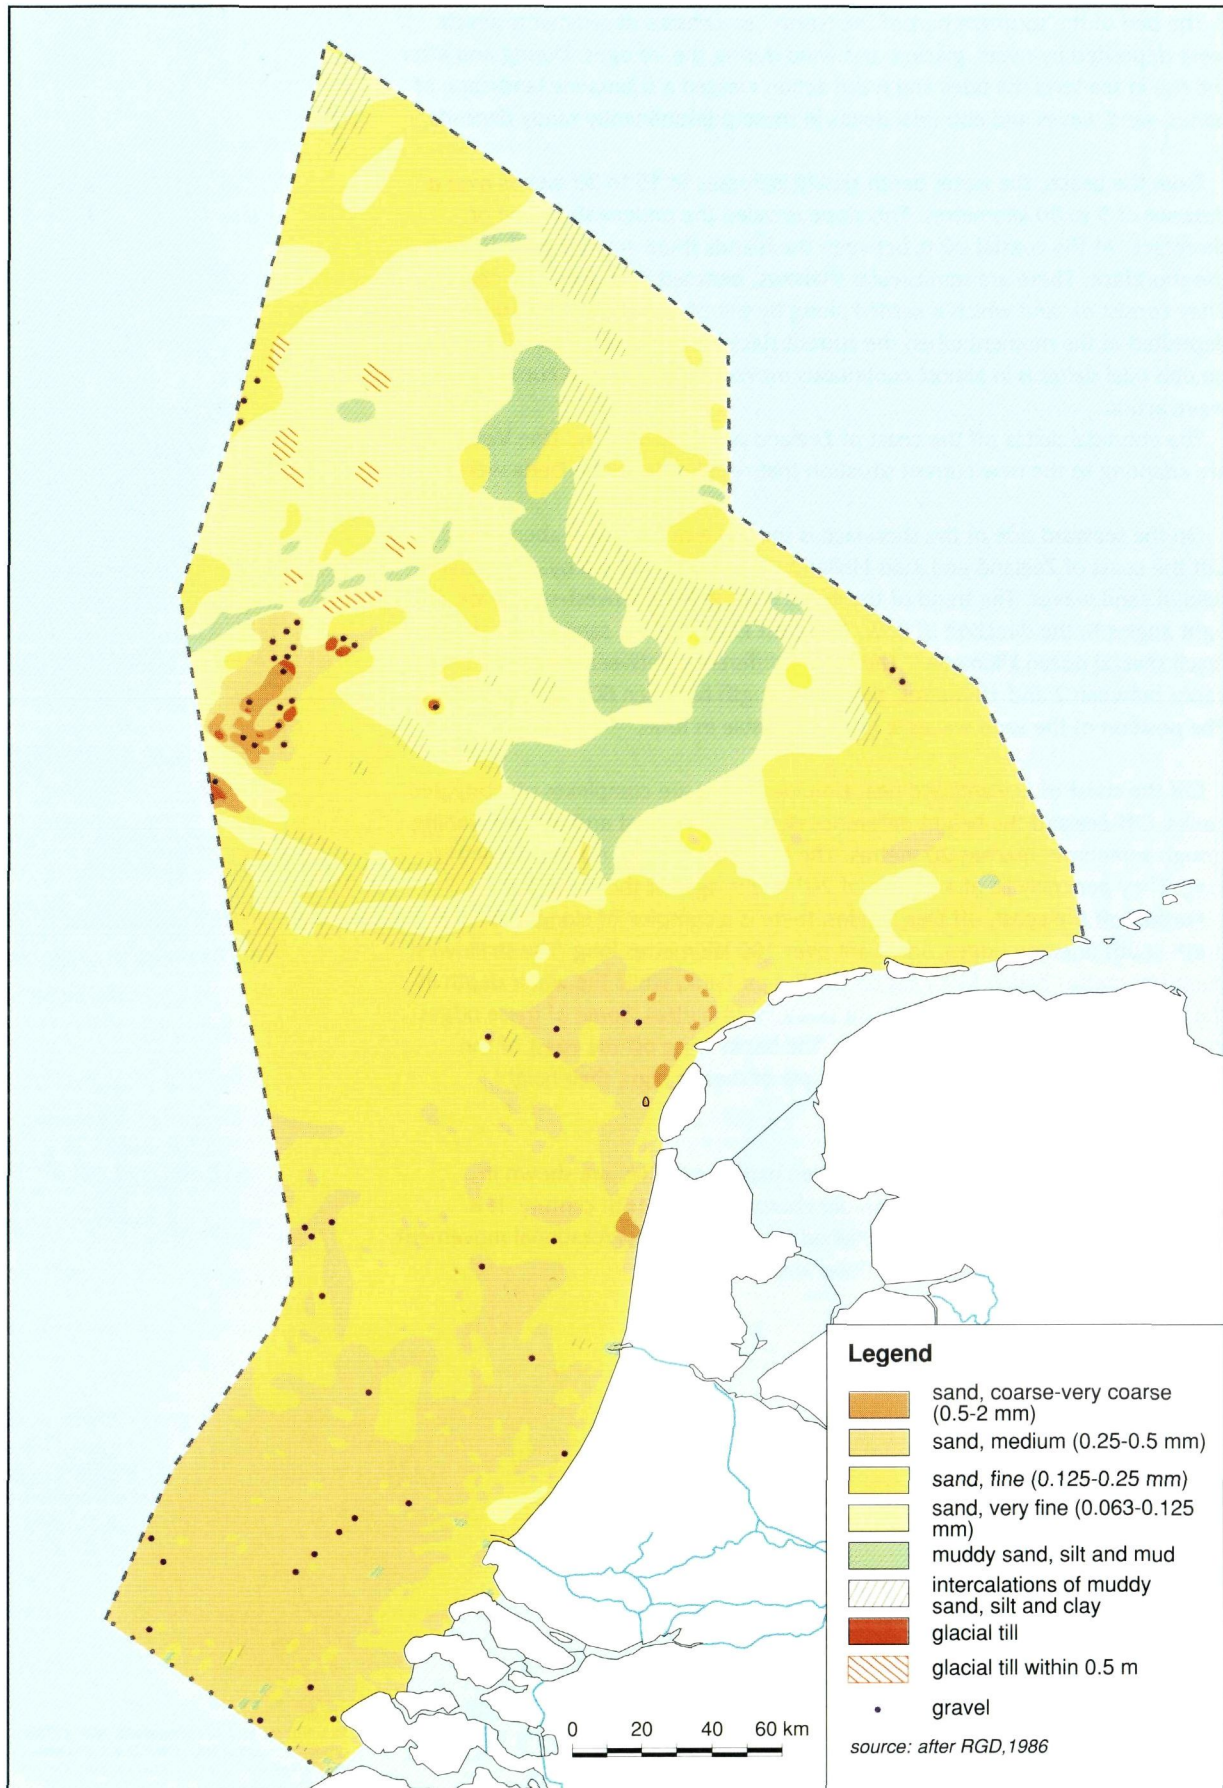 Legend
sand, coarse-very coarse
(0.5-2 mm)
sand, medium (0.25-0.5 mm)
sand, fine (0.125-0.25 mm)
sand, very fine (0.063-0.125
mm)
muddy sand, silt and mud
intercalations of muddy
sand, silt and clay
glacial till
glacial till within 0.5 m
gravel
source: after RGD,1986
0 20 40 60 km